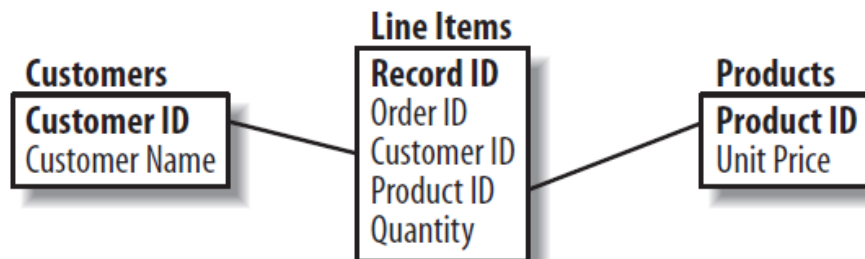 Customers
Customer ID
Customer Name
Line Items
Record ID
Order ID
Customer ID
Product ID
Quantity
Products
Product ID
Unit Price